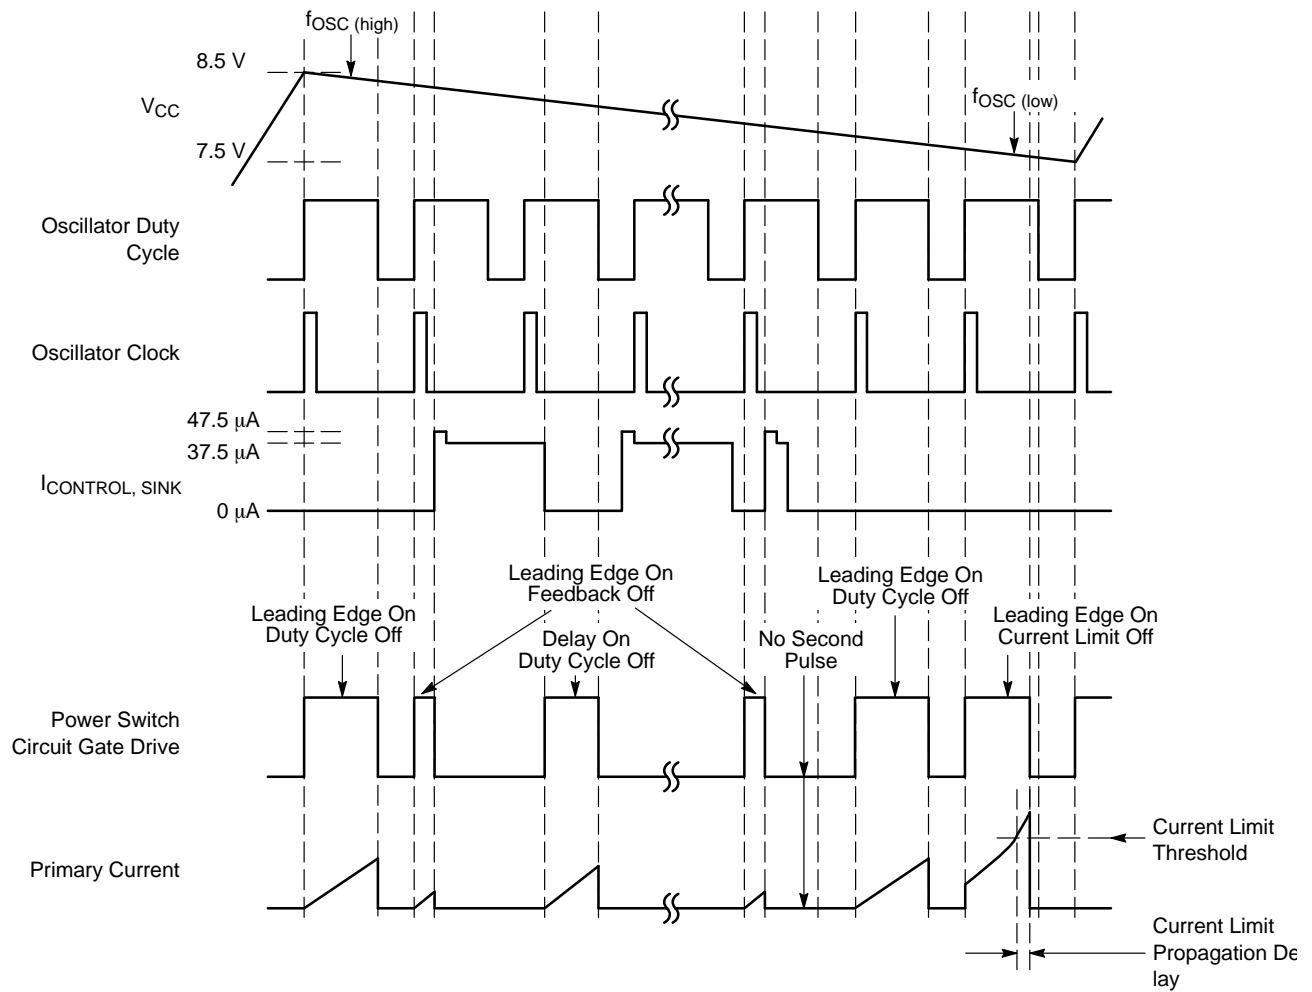 fOSC (high)
8.5 V
VCC
fOSC (low)
7.5 V
Oscillator Duty
Cycle
Oscillator Clock
47.5 μA
37.5 μA
ICONTROL, SINK
0 μA
Leading Edge On
Feedback Off
Leading Edge On
Duty Cycle Off
Leading Edge On
Duty Cycle Off
Leading Edge On
Current Limit Off
Delay On
Duty Cycle Off
No Second
Pulse
Power Switch
Circuit Gate Drive
Primary Current
Current Limit
Threshold
Current Limit
Propagation De
lay